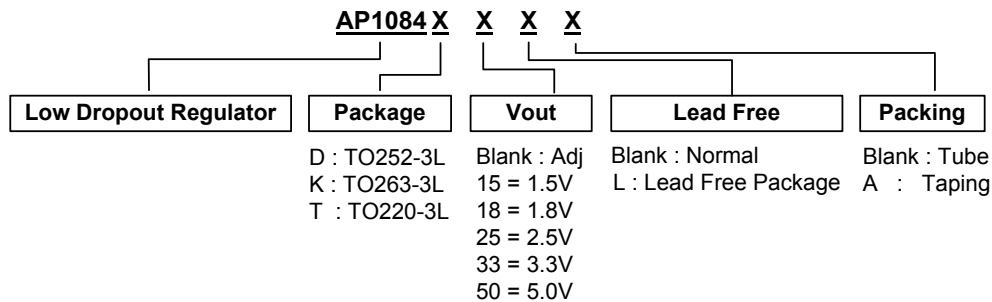 AP1084 X X X X
Low Dropout Regulator
Package
Vout
Lead Free
Packing
D : TO252-3L
K : TO263-3L
T : TO220-3L
Blank : Adj
15 = 1.5V
18 = 1.8V
25 = 2.5V
33 = 3.3V
50 = 5.0V
Blank : Normal
L : Lead Free Package
Blank : Tube
A : Taping